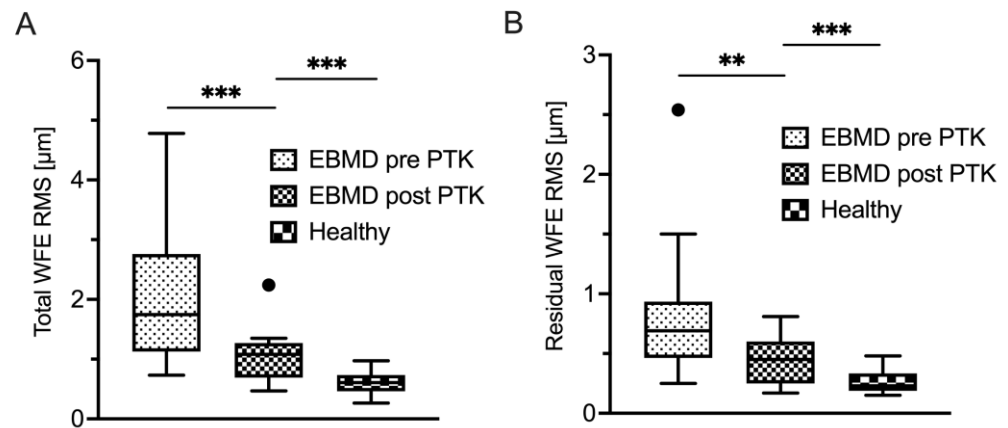 A
Total WFE RMS [µm]
6
4
2
0
***
***
EBMD pre PTK
EBMD post PTK
Healthy
B
Residual WFE RMS [µm]
3
2
1
0
**
***
EBMD pre PTK
EBMD post PTK
Healthy